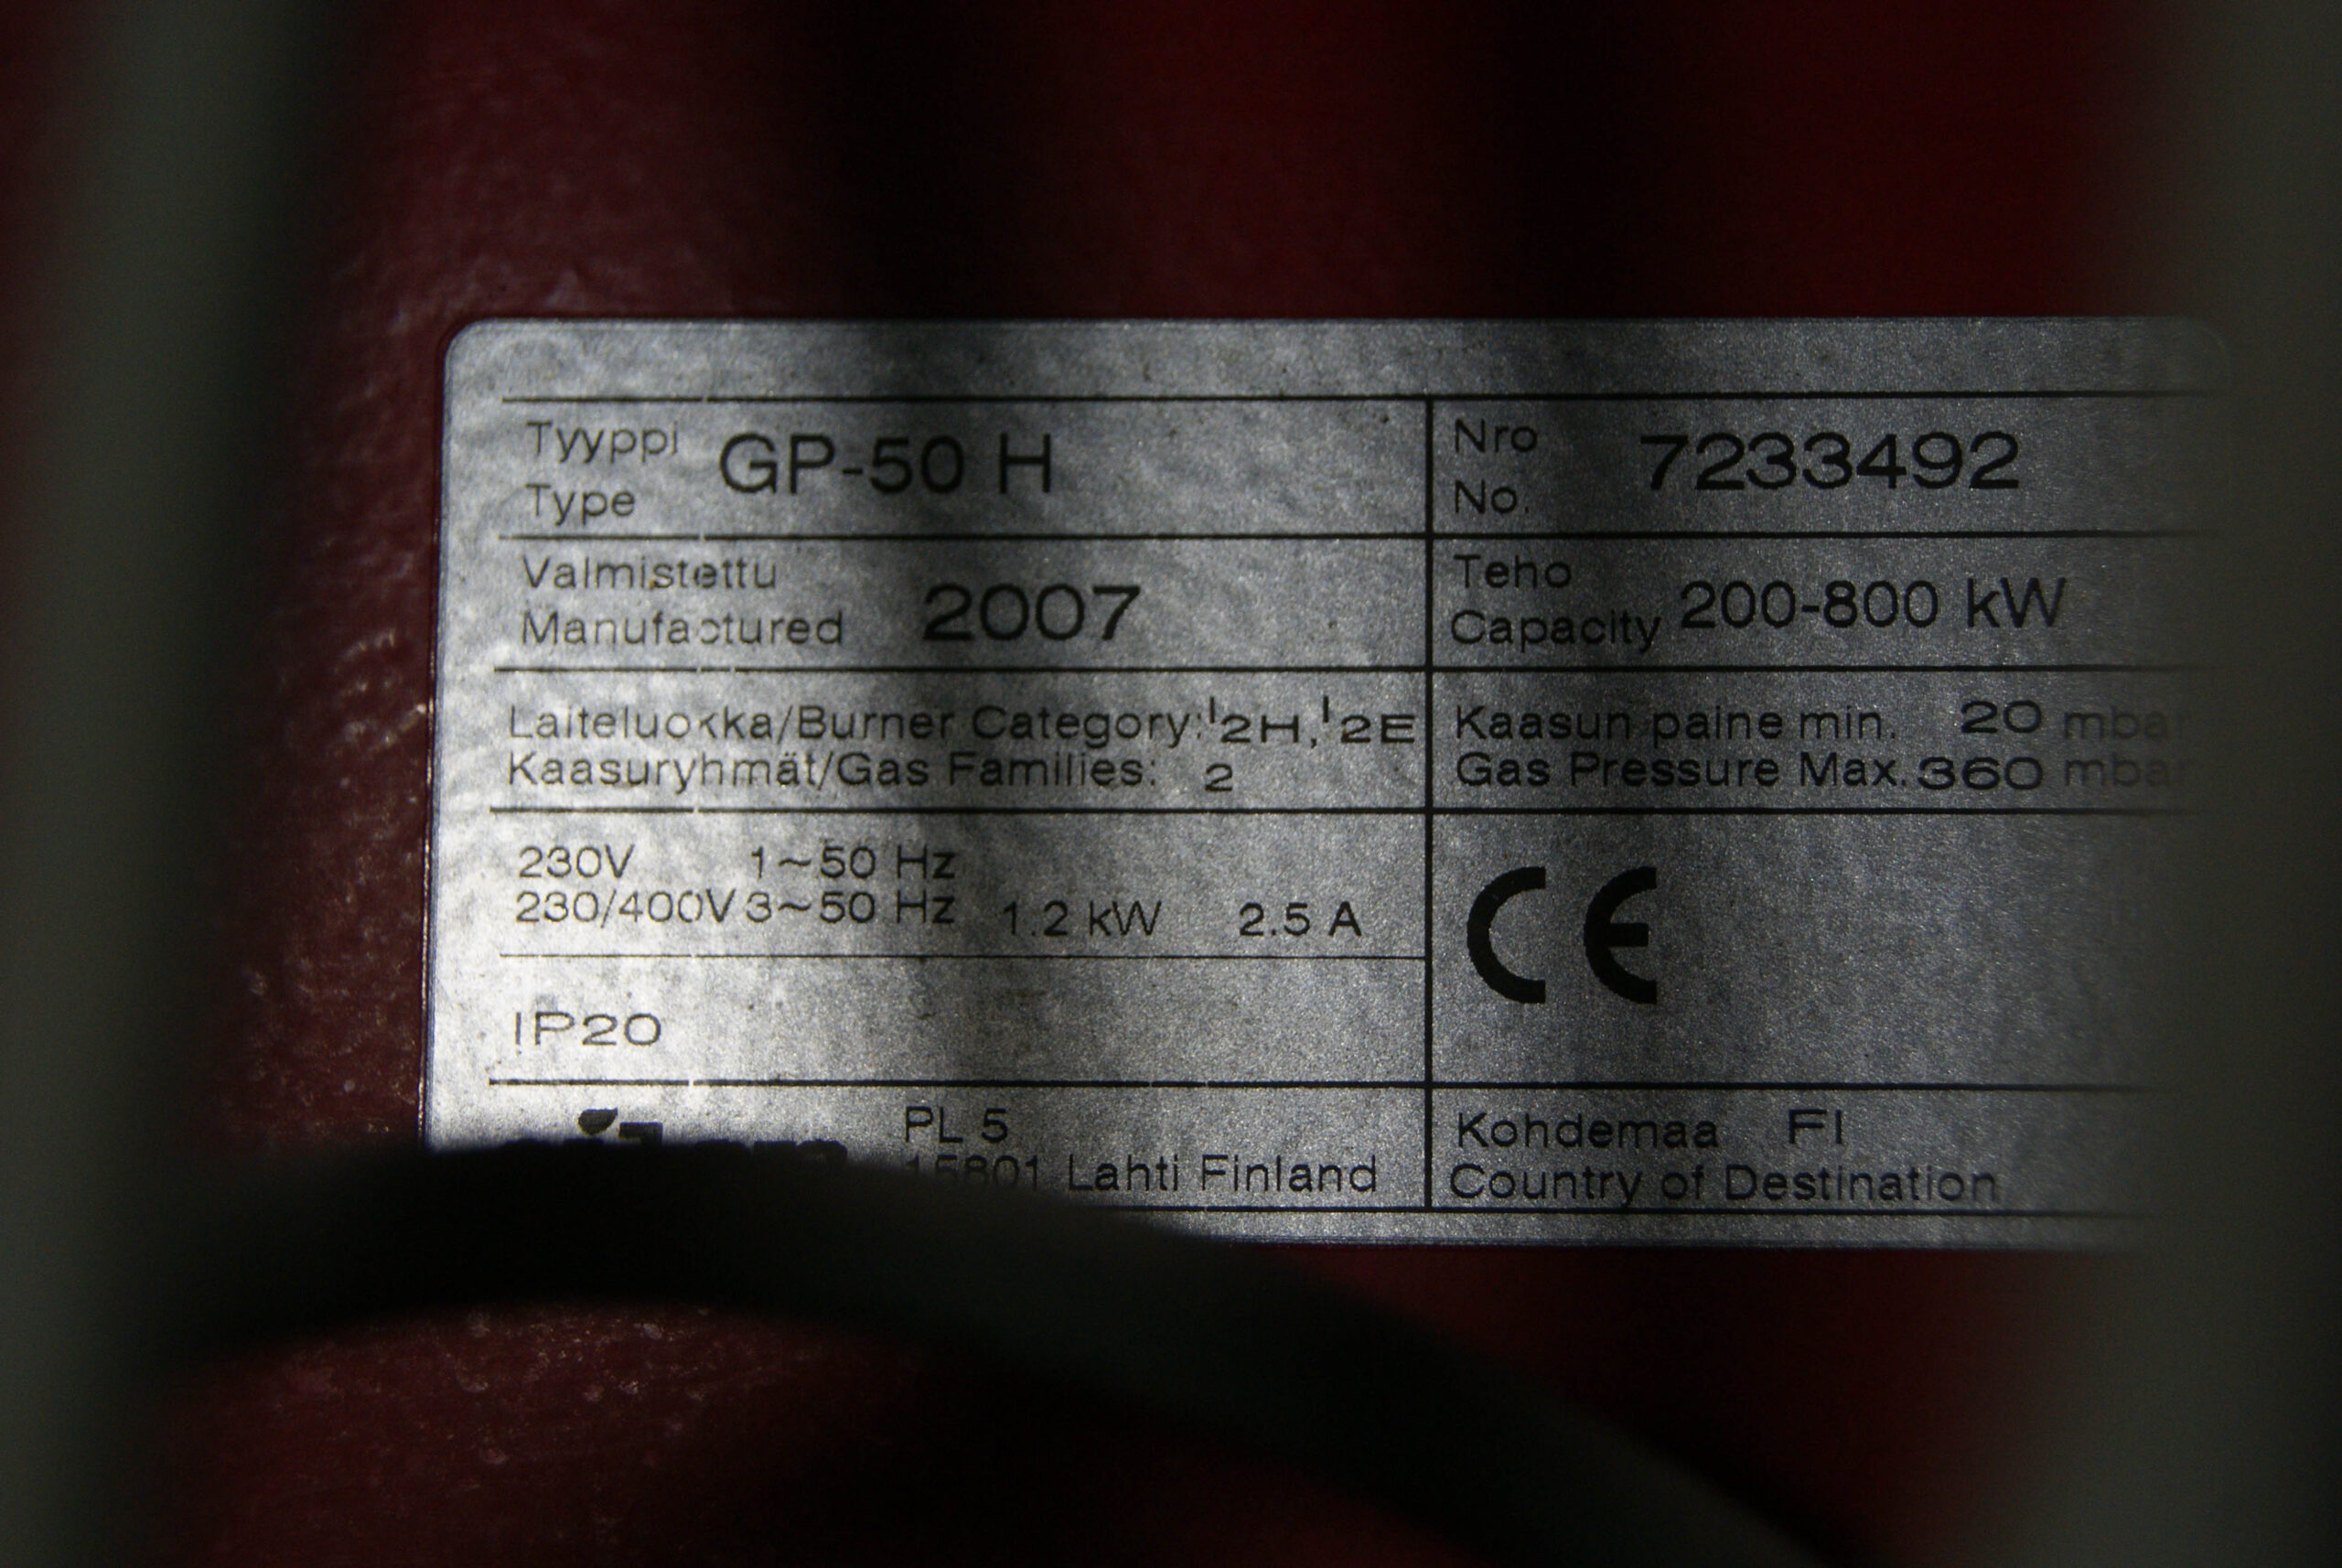 Tyyppi
Type
GP-50 H
Nro
No.
7233492
Valmistettu
Manufactured
2007
Teho
Capacity
200-800 kW
Laiteluokka/Burner Category: I2H, I2E
Kaasuryhmät/Gas Families: 2
Kaasun paine min. 20 mbar
Gas Pressure Max. 360 mbar
230V 1~50 Hz
230/400V 3~50 Hz 1.2 kW 2.5 A
CE
IP20
PL 5
15801 Lahti Finland
Kohdemaa FI
Country of Destination